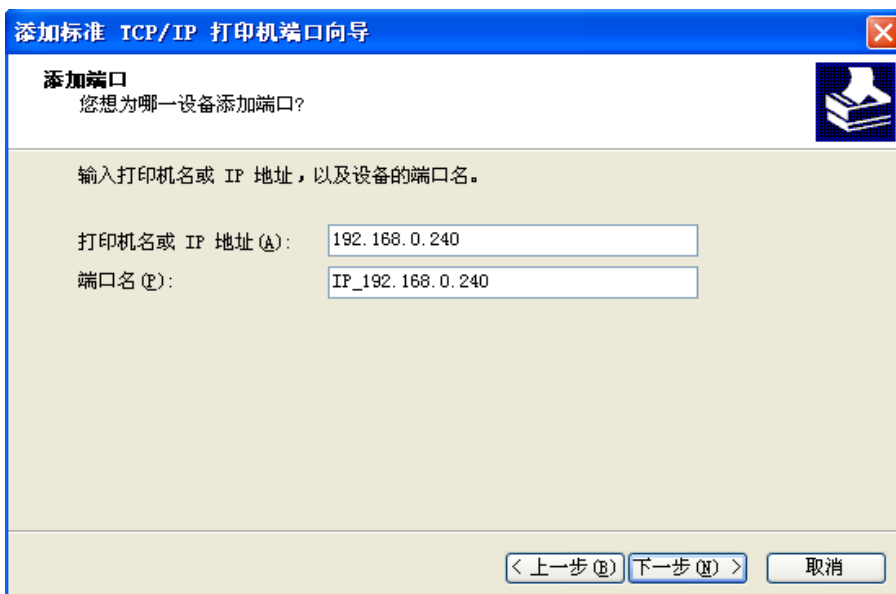 添加标准 TCP/IP 打印机端口向导
添加端口
您想为哪一设备添加端口?
输入打印机名或 IP 地址，以及设备的端口名。
打印机名或 IP 地址(A): 192.168.0.240
端口名(P): IP_192.168.0.240
< 上一步(B) 下一步(N) > 取消